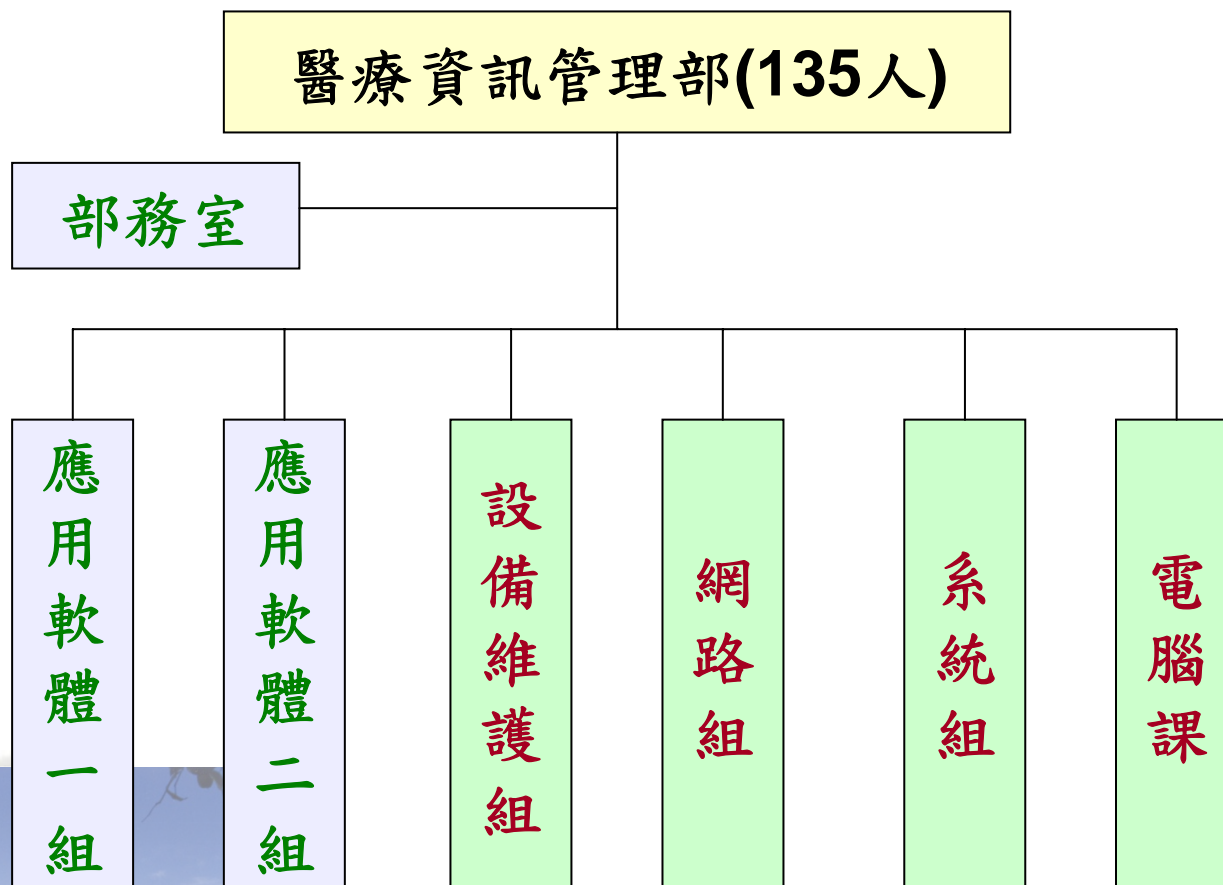 醫療資訊管理部(135人)
部務室
應用軟體一組
應用軟體二組
設備維護組
網路組
系統組
電腦課